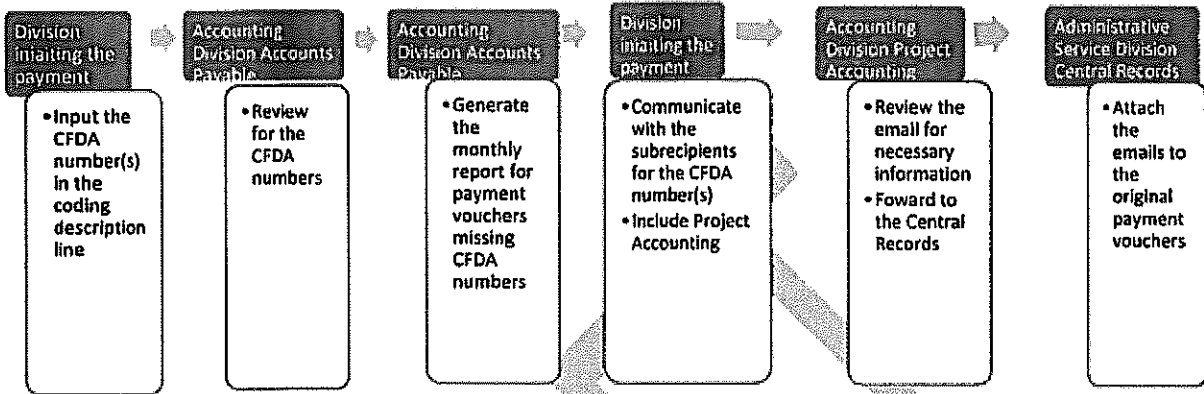 Division
iniaiting the
payment
• Input the
CFDA
number(s)
in the
coding
description
line
Accounting
Division Accounts
Payable
• Review
for the
CFDA
numbers
Accounting
Division Accounts
Payable
• Generate
the
monthly
report for
payment
vouchers
missing
CFDA
numbers
Division
iniaiting the
payment
• Communicate
with the
subrecipients
for the CFDA
number(s)
• Include Project
Accounting
Accounting
Division Project
Accounting
• Review the
email for
necessary
information
• Foward to
the Central
Records
Administrative
Service Division
Central Records
• Attach
the
emails to
the
original
payment
vouchers